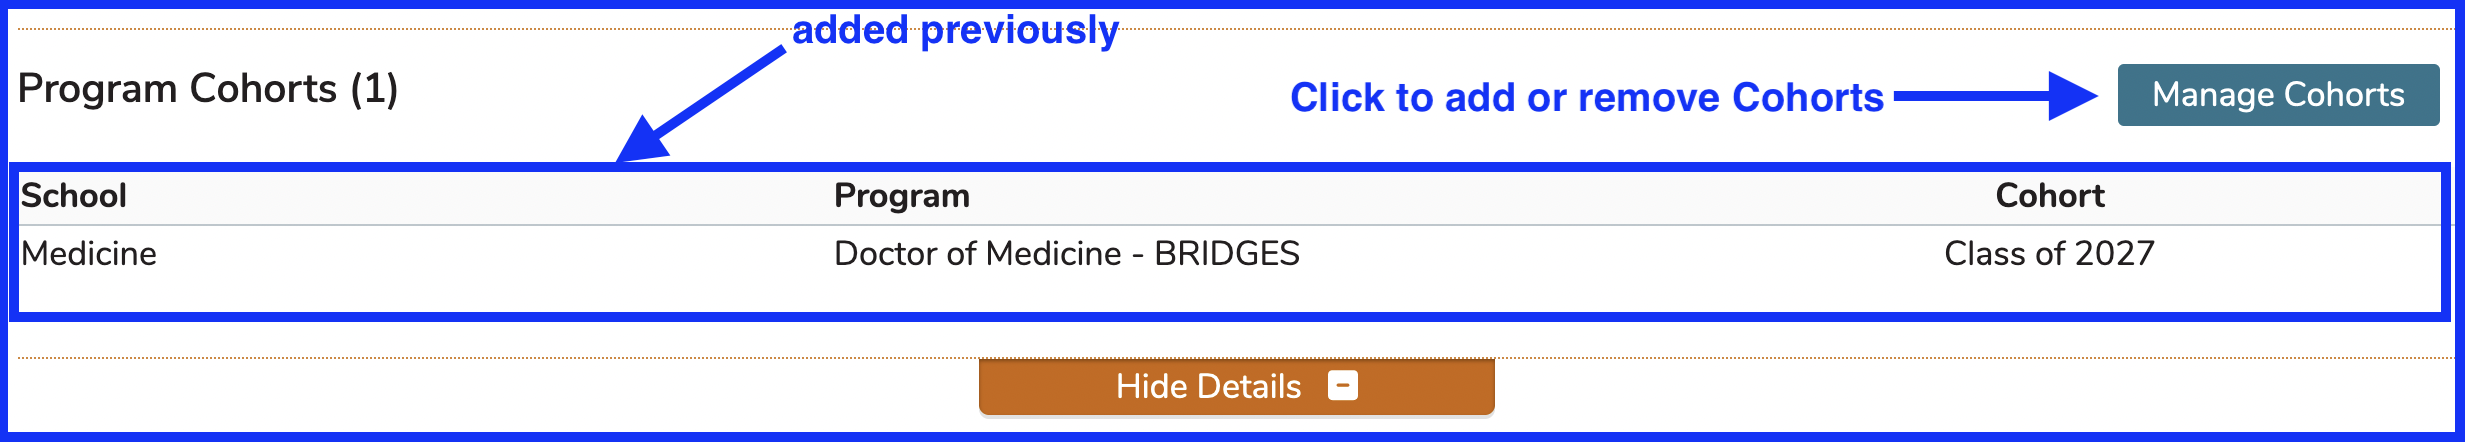 added previously
Program Cohorts (1)
Click to add or remove Cohorts
Manage Cohorts
School Program Cohort
Medicine Doctor of Medicine - BRIDGES Class of 2027
Hide Details